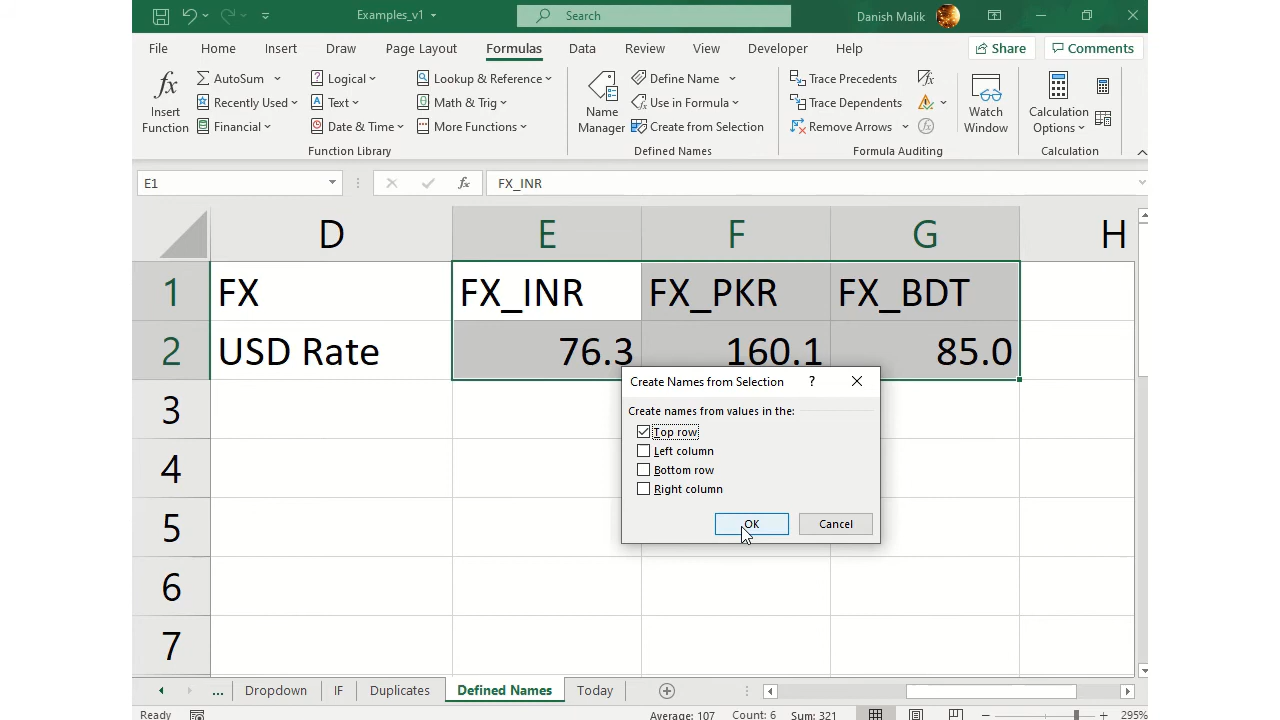 Examples_v1
Search
Danish Malik
File Home Insert Draw Page Layout Formulas Data Review View Developer Help Share Comments
fx Insert Function
AutoSum
Recently Used
Financial
Logical
Text
Date & Time
Lookup & Reference
Math & Trig
More Functions
Function Library
Name Manager
Define Name
Use in Formula
Create from Selection
Defined Names
Trace Precedents
Trace Dependents
Remove Arrows
fx
Formula Auditing
Watch Window
Calculation Options
Calculation
E1 fx FX_INR
D E F G H
1 FX FX_INR FX_PKR FX_BDT
2 USD Rate 76.3 160.1 85.0
3
4
5
6
7
Create Names from Selection ?
Create names from values in the:
Top row
Left column
Bottom row
Right column
OK Cancel
... Dropdown IF Duplicates Defined Names Today
Ready Average: 107 Count: 6 Sum: 321 295%